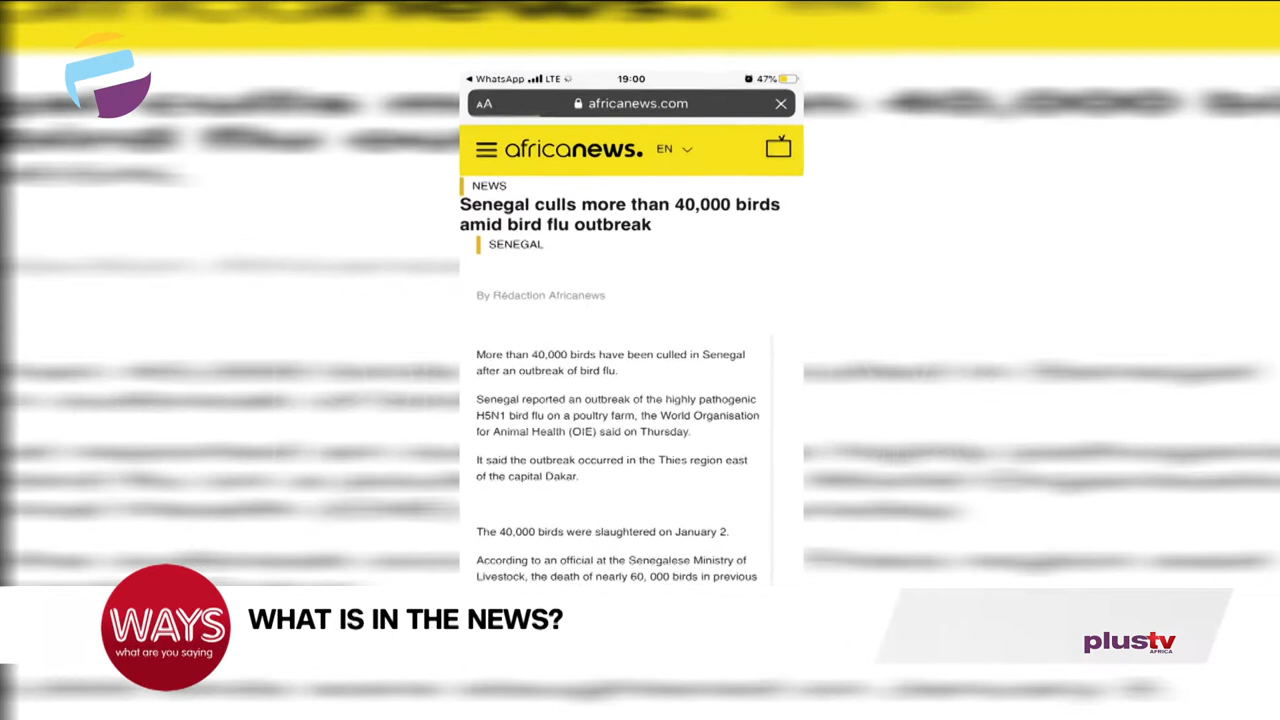 WhatsApp LTE 19:00 47%
AA africanews.com
africanews. EN
NEWS
Senegal culls more than 40,000 birds
amid bird flu outbreak
SENEGAL
By Rédaction Africanews
More than 40,000 birds have been culled in Senegal
after an outbreak of bird flu.
Senegal reported an outbreak of the highly pathogenic
H5N1 bird flu on a poultry farm, the World Organisation
for Animal Health (OIE) said on Thursday.
It said the outbreak occurred in the Thies region east
of the capital Dakar.
The 40,000 birds were slaughtered on January 2.
According to an official at the Senegalese Ministry of
Livestock, the death of nearly 60, 000 birds in previous
WAYS
what are you saying
WHAT IS IN THE NEWS?
plustv
AFRICA